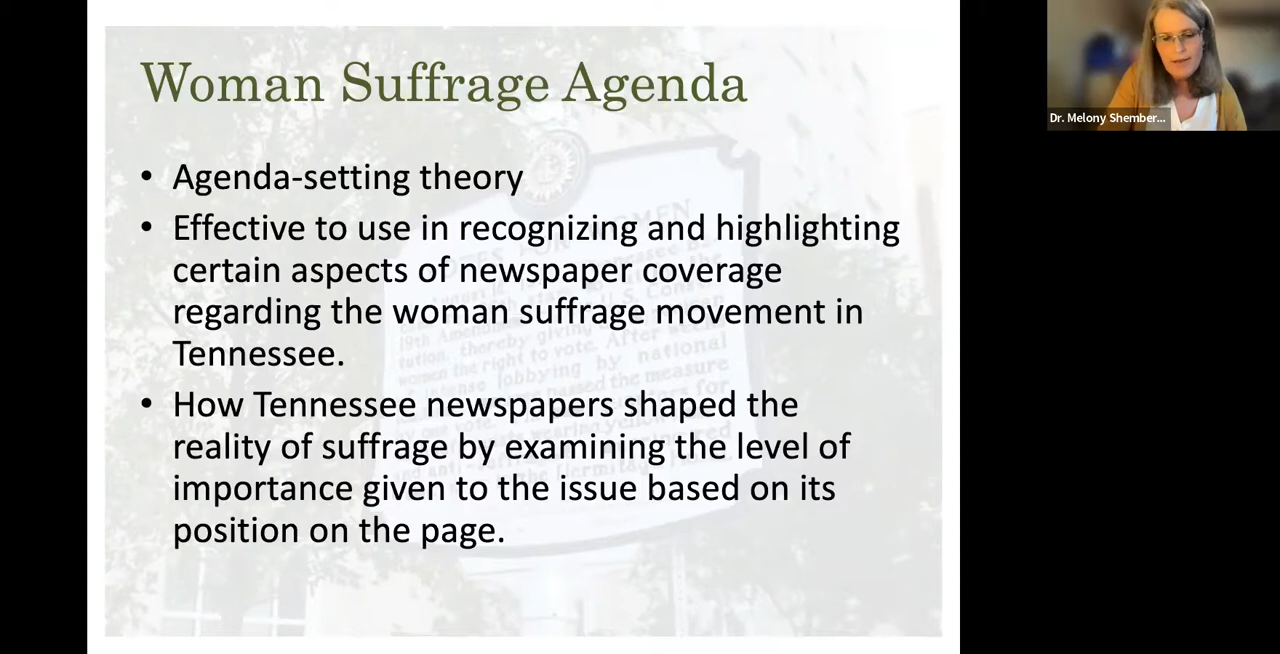 Woman Suffrage Agenda
• Agenda-setting theory
• Effective to use in recognizing and highlighting
certain aspects of newspaper coverage
regarding the woman suffrage movement in
Tennessee.
• How Tennessee newspapers shaped the
reality of suffrage by examining the level of
importance given to the issue based on its
position on the page.
Dr. Melony Shember...